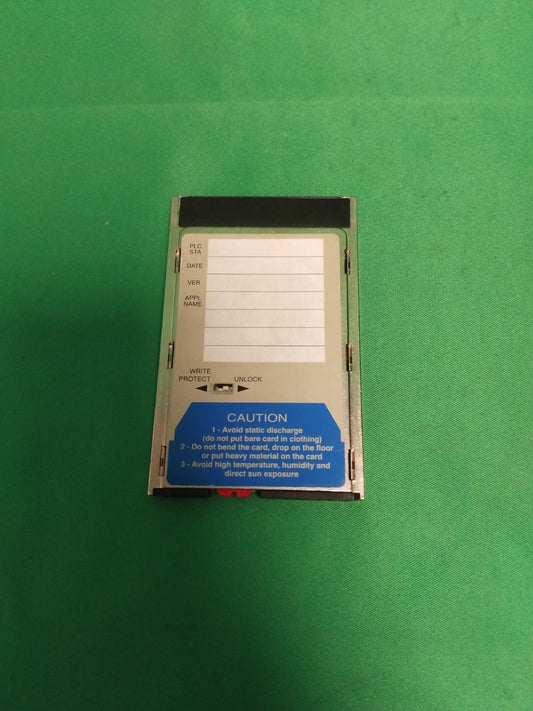 PLC
STA
DATE
VER
APPL
NAME
WRITE
PROTECT
UNLOCK
CAUTION
1 - Avoid static discharge
(do not put bare card in clothing)
2 - Do not bend the card, drop on the floor
or put heavy material on the card
3 - Avoid high temperature, humidity and
direct sun exposure